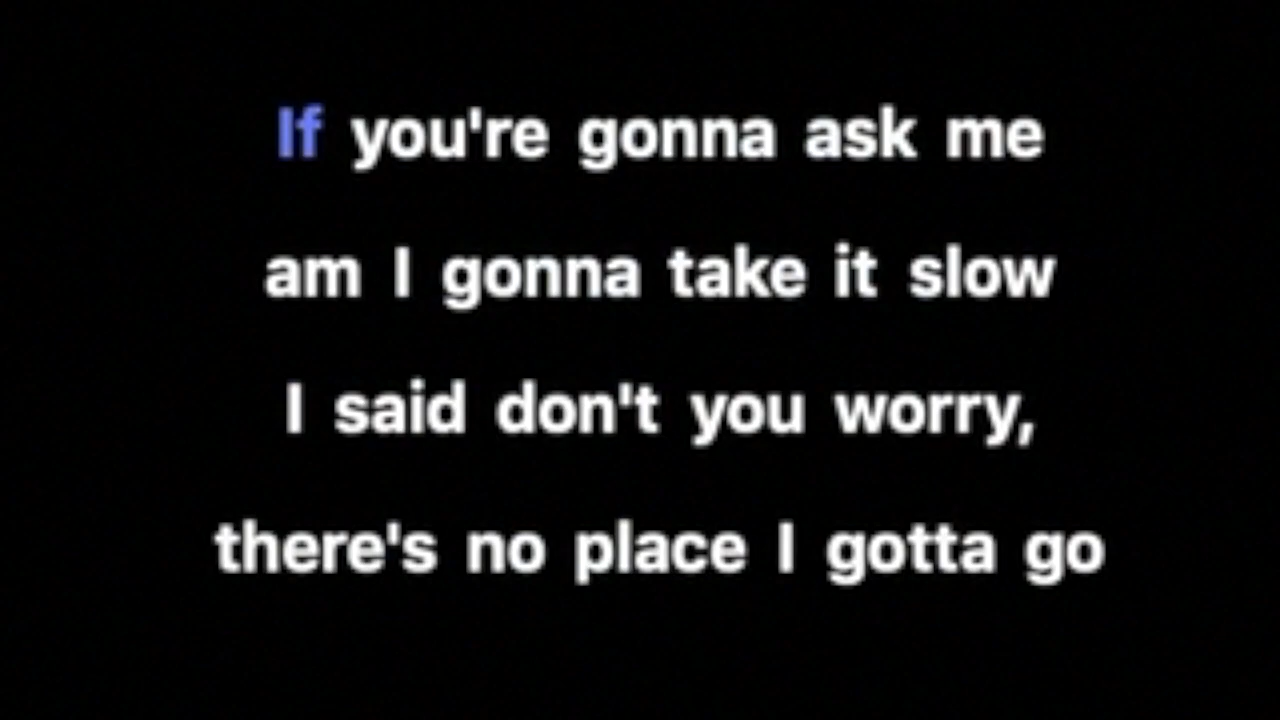 If you're gonna ask me
am I gonna take it slow
I said don't you worry,
there's no place I gotta go